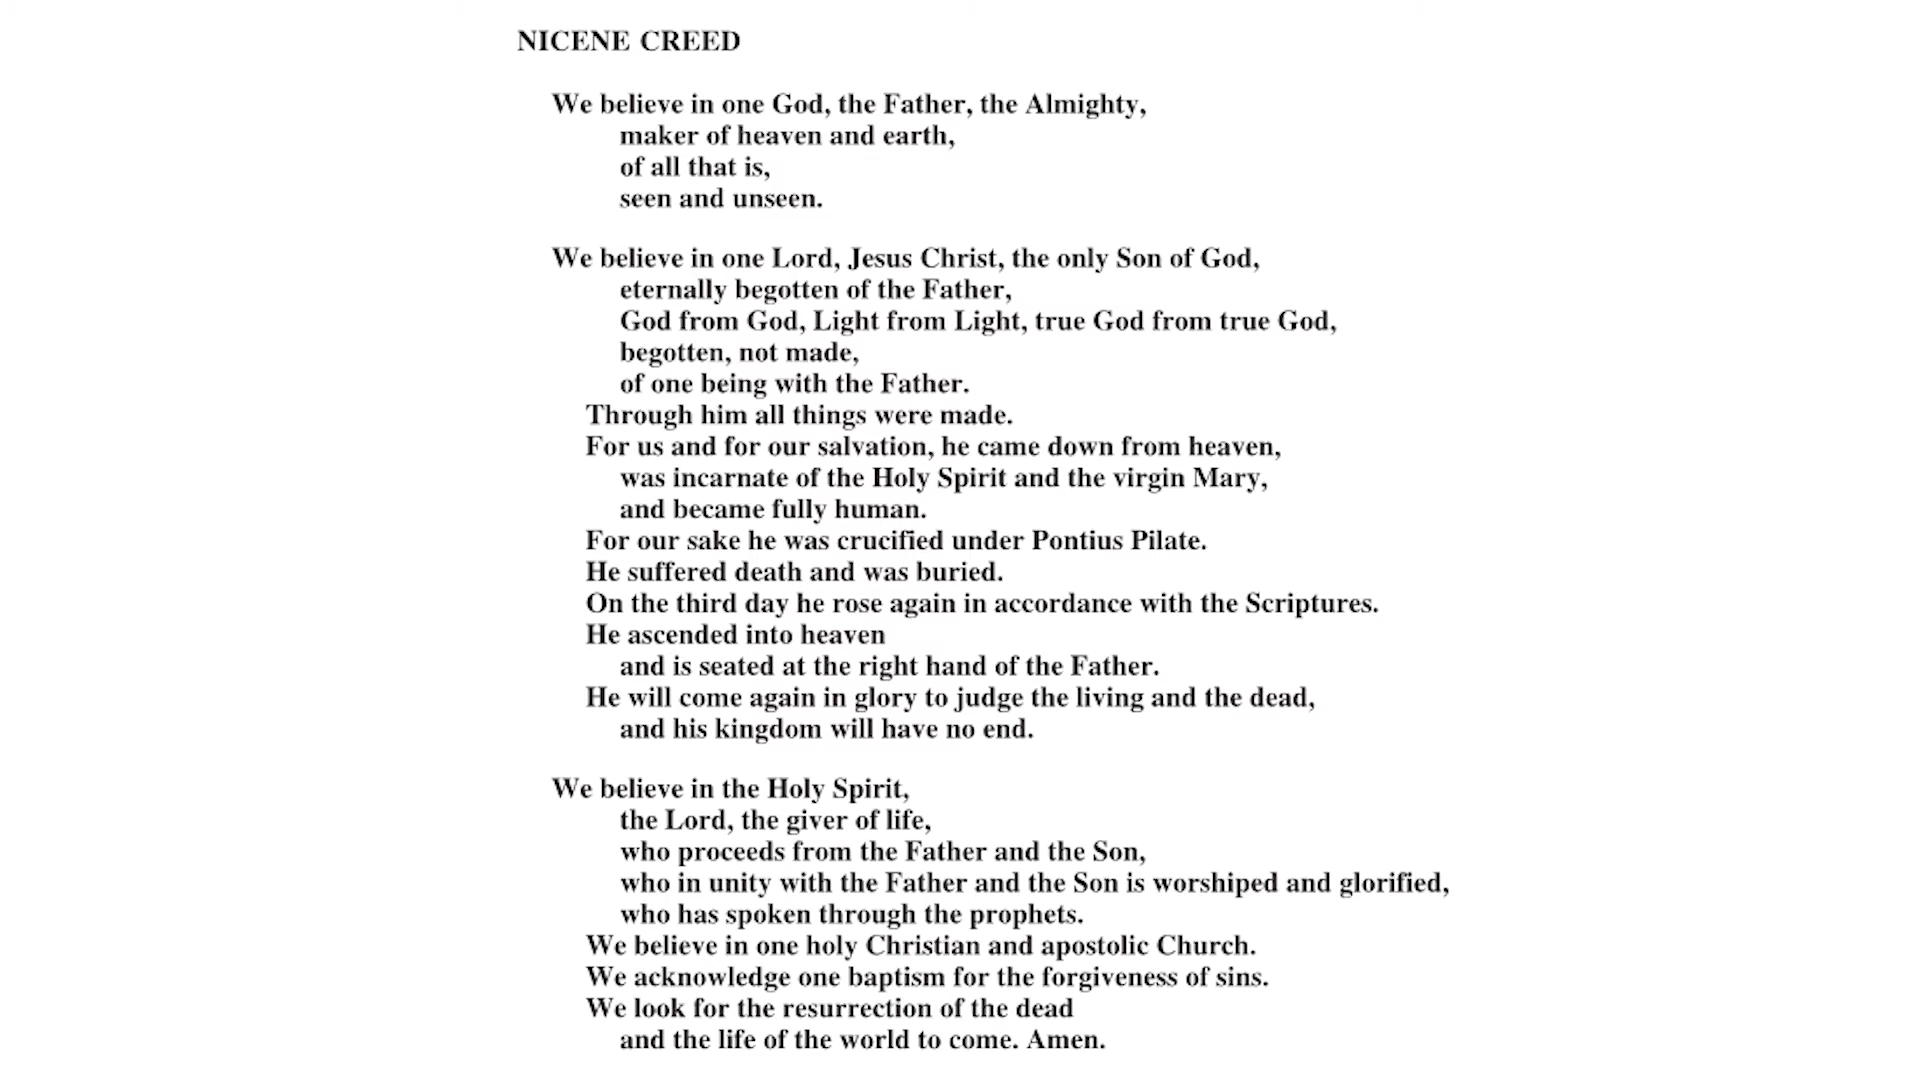 NICENE CREED
We believe in one God, the Father, the Almighty,
maker of heaven and earth,
of all that is,
seen and unseen.
We believe in one Lord, Jesus Christ, the only Son of God,
eternally begotten of the Father,
God from God, Light from Light, true God from true God,
begotten, not made,
of one being with the Father.
Through him all things were made.
For us and for our salvation, he came down from heaven,
was incarnate of the Holy Spirit and the virgin Mary,
and became fully human.
For our sake he was crucified under Pontius Pilate.
He suffered death and was buried.
On the third day he rose again in accordance with the Scriptures.
He ascended into heaven
and is seated at the right hand of the Father.
He will come again in glory to judge the living and the dead,
and his kingdom will have no end.
We believe in the Holy Spirit,
the Lord, the giver of life,
who proceeds from the Father and the Son,
who in unity with the Father and the Son is worshiped and glorified,
who has spoken through the prophets.
We believe in one holy Christian and apostolic Church.
We acknowledge one baptism for the forgiveness of sins.
We look for the resurrection of the dead
and the life of the world to come. Amen.